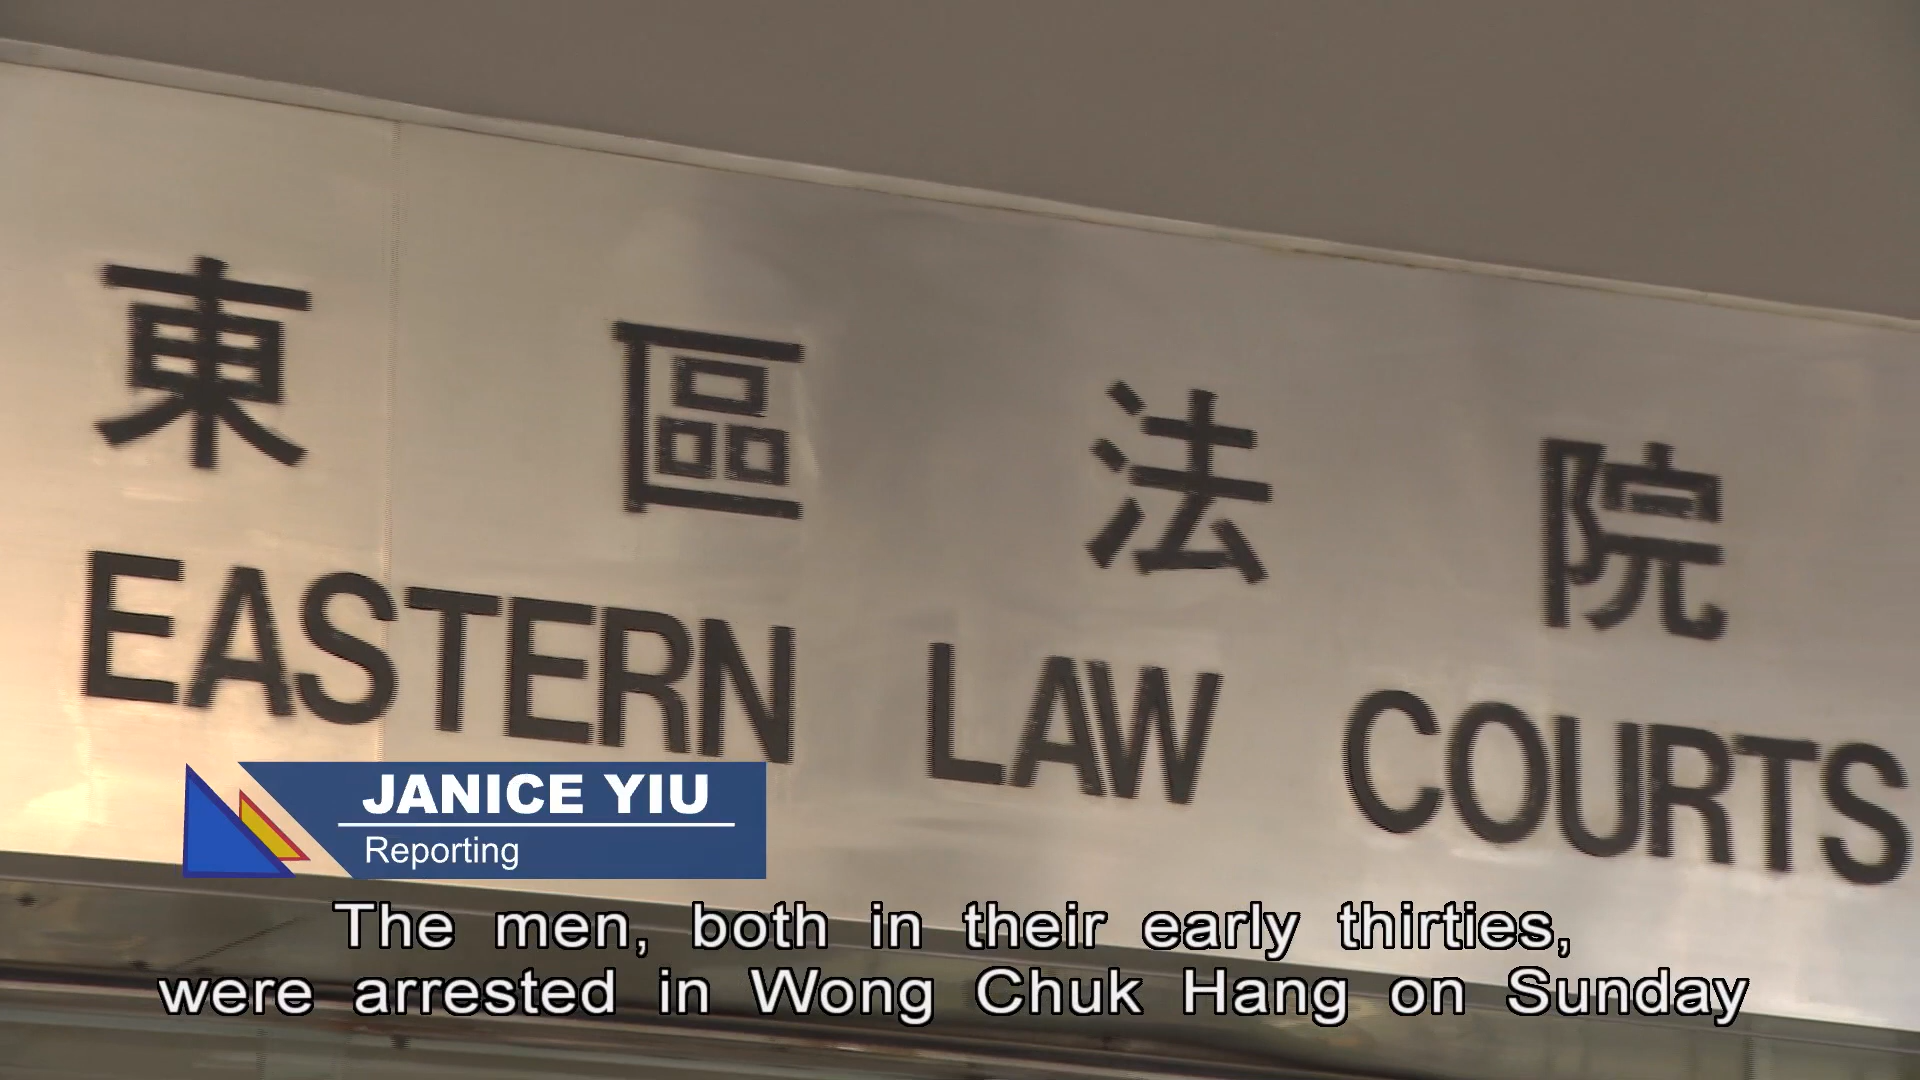 東區法院
EASTERN LAW COURTS
JANICE YIU
Reporting
The men, both in their early thirties,
were arrested in Wong Chuk Hang on Sunday